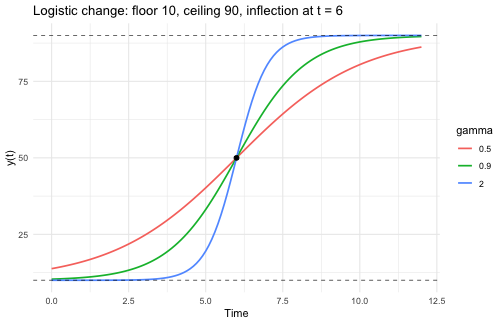 Logistic change: floor 10, ceiling 90, inflection at t = 6
y(t)
75
50
25
0.0 2.5 5.0 7.5 10.0 12.5
Time
gamma
0.5
0.9
2